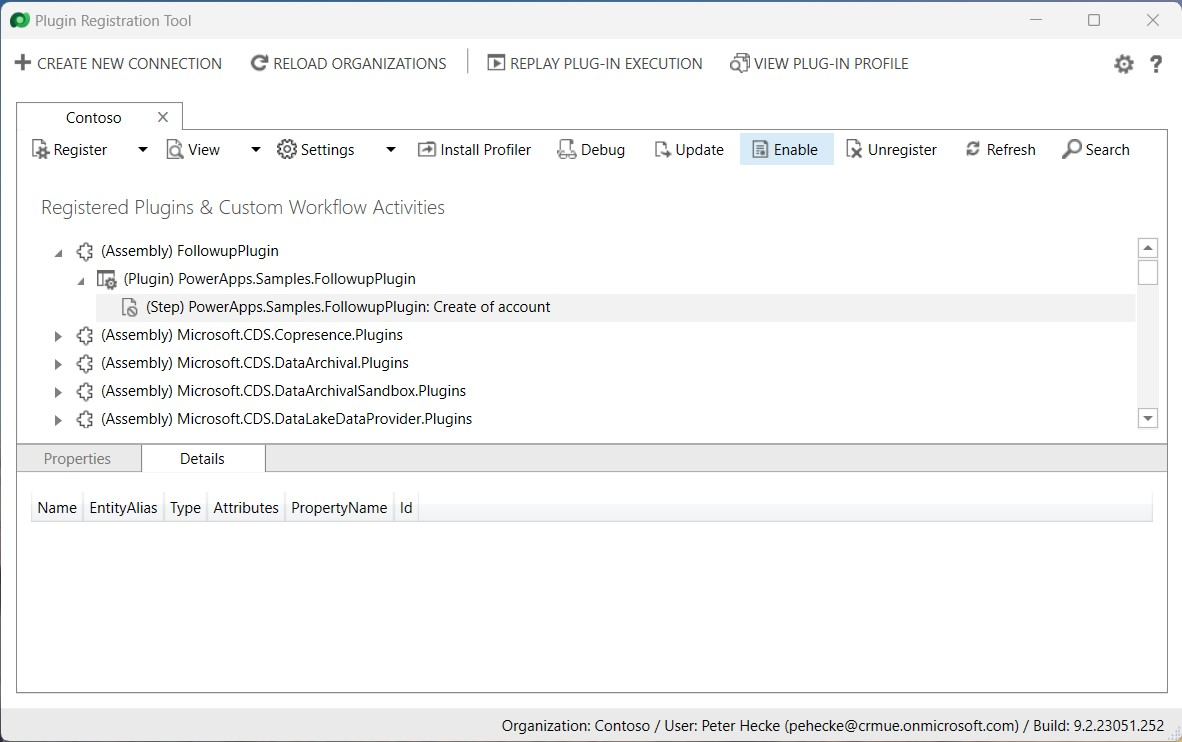 Plugin Registration Tool
CREATE NEW CONNECTION RELOAD ORGANIZATIONS REPLAY PLUG-IN EXECUTION VIEW PLUG-IN PROFILE ?
Contoso
Register View Settings Install Profiler Debug Update Enable Unregister Refresh Search
Registered Plugins & Custom Workflow Activities
(Assembly) FollowupPlugin
(Plugin) PowerApps.Samples.FollowupPlugin
(Step) PowerApps.Samples.FollowupPlugin: Create of account
(Assembly) Microsoft.CDS.Copresence.Plugins
(Assembly) Microsoft.CDS.DataArchival.Plugins
(Assembly) Microsoft.CDS.DataArchivalSandbox.Plugins
(Assembly) Microsoft.CDS.DataLakeDataProvider.Plugins
Properties Details
Name EntityAlias Type Attributes PropertyName Id
Organization: Contoso / User: Peter Hecke (pehecke@crmue.onmicrosoft.com) / Build: 9.2.23051.252